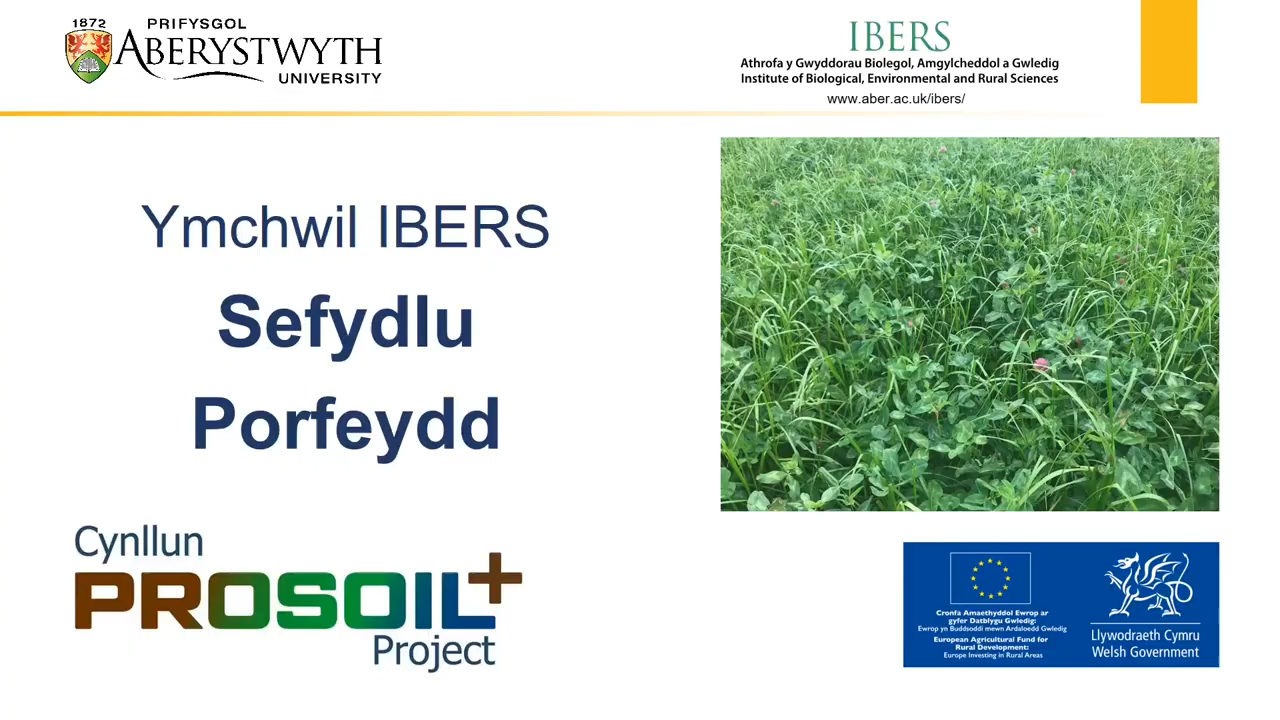 1872
PRIFYSGOL
ABERYSTWYTH
UNIVERSITY
IBERS
Athrofa y Gwyddorau Biolegol, Amgylcheddol a Gwledig
Institute of Biological, Environmental and Rural Sciences
www.aber.ac.uk/ibers/
Ymchwil IBERS
Sefydlu
Porfeydd
Cynllun
PROSOIL+
Project
Cronfa Amaethyddol Ewrop ar
gyfer Datblygu Gwledig:
Ewrop yn Buddsoddi mewn Ardaloedd Gwledig
European Agricultural Fund for
Rural Development:
Europe Investing in Rural Areas
Llywodraeth Cymru
Welsh Government